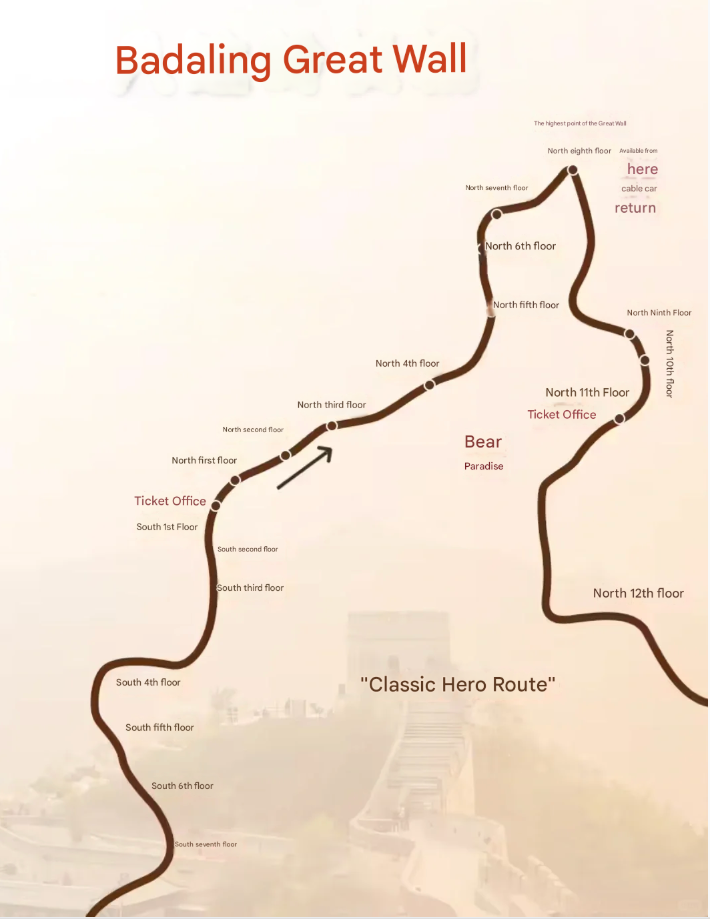 Badaling Great Wall
The highest point of the Great Wall
North eighth floor
Available from
here
cable car
return
North seventh floor
North 6th floor
North fifth floor
North Ninth Floor
North 10th floor
North 4th floor
North 11th Floor
Ticket Office
North third floor
North second floor
Bear
Paradise
North first floor
Ticket Office
South 1st Floor
South second floor
South third floor
North 12th floor
South 4th floor
"Classic Hero Route"
South fifth floor
South 6th floor
South seventh floor